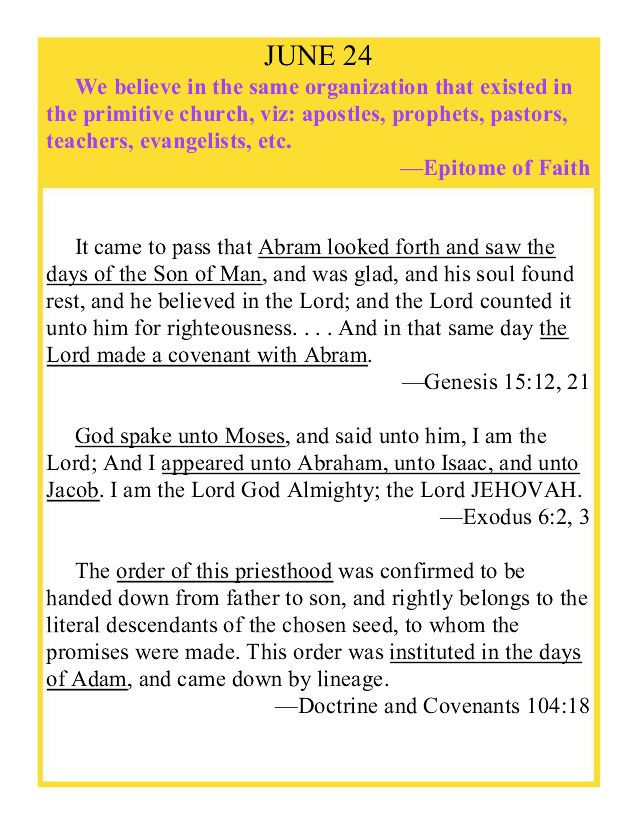 JUNE 24
We believe in the same organization that existed in
the primitive church, viz: apostles, prophets, pastors,
teachers, evangelists, etc.
—Epitome of Faith
It came to pass that Abram looked forth and saw the
days of the Son of Man, and was glad, and his soul found
rest, and he believed in the Lord; and the Lord counted it
unto him for righteousness. . . . And in that same day the
Lord made a covenant with Abram.
—Genesis 15:12, 21
God spake unto Moses, and said unto him, I am the
Lord; And I appeared unto Abraham, unto Isaac, and unto
Jacob. I am the Lord God Almighty; the Lord JEHOVAH.
—Exodus 6:2, 3
The order of this priesthood was confirmed to be
handed down from father to son, and rightly belongs to the
literal descendants of the chosen seed, to whom the
promises were made. This order was instituted in the days
of Adam, and came down by lineage.
—Doctrine and Covenants 104:18